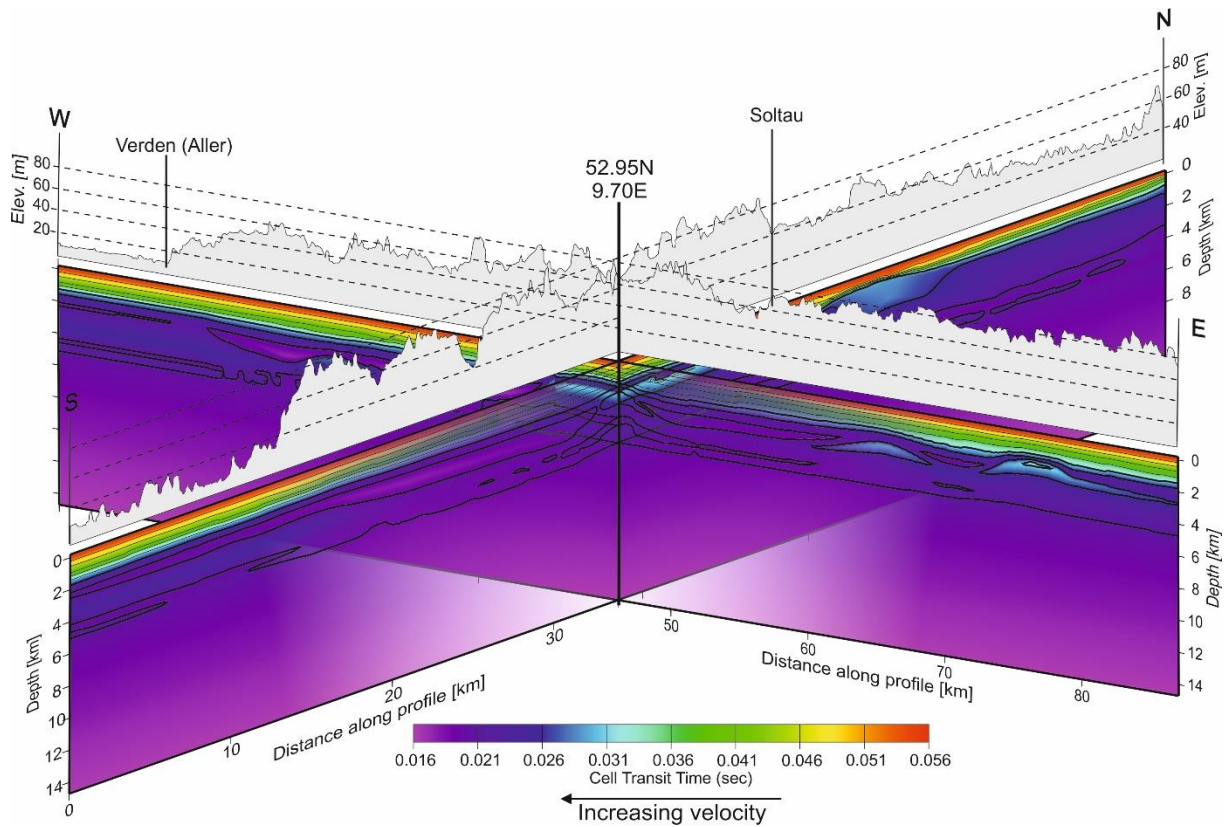 N
80
60
40
Elev. [m]
0
2
4
6
8
Depth [km]
W
Verden (Aller)
Soltau
52.95N
9.70E
80
60
40
20
Elev. [m]
E
S
0
2
4
6
8
10
12
14
Depth [km]
0
2
4
6
8
10
12
14
Depth [km]
0
10
20
30
Distance along profile [km]
50
60
70
80
Distance along profile [km]
0.016 0.021 0.026 0.031 0.036 0.041 0.046 0.051 0.056
Cell Transit Time (sec)
Increasing velocity